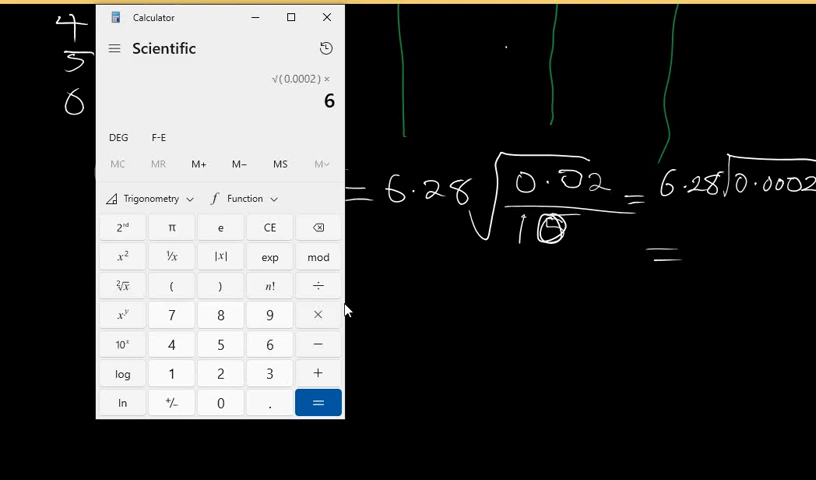 4
5
6
Calculator
Scientific
√(0.0002) ×
6
DEG F-E
MC MR M+ M− MS M˅
Trigonometry f Function
2ⁿᵈ π e CE
x² ¹/x |x| exp mod
²√x ( ) n! ÷
xʸ 7 8 9 ×
10ˣ 4 5 6 −
log 1 2 3 +
ln +/− 0 . =
= 6.28 √(0.02/10) = 6.28√0.0002
=